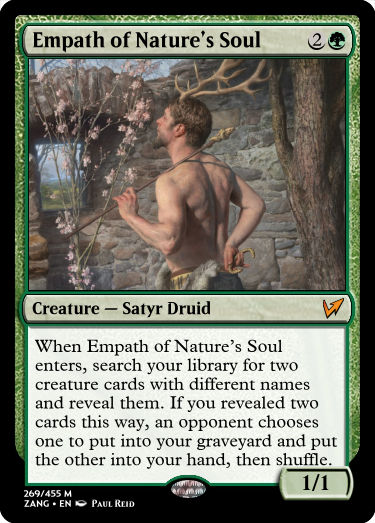 Empath of Nature's Soul 2
Creature — Satyr Druid
When Empath of Nature's Soul
enters, search your library for two
creature cards with different names
and reveal them. If you revealed two
cards this way, an opponent chooses
one to put into your graveyard and put
the other into your hand, then shuffle.
1/1
269/455 M
ZANG • EN Paul Reid